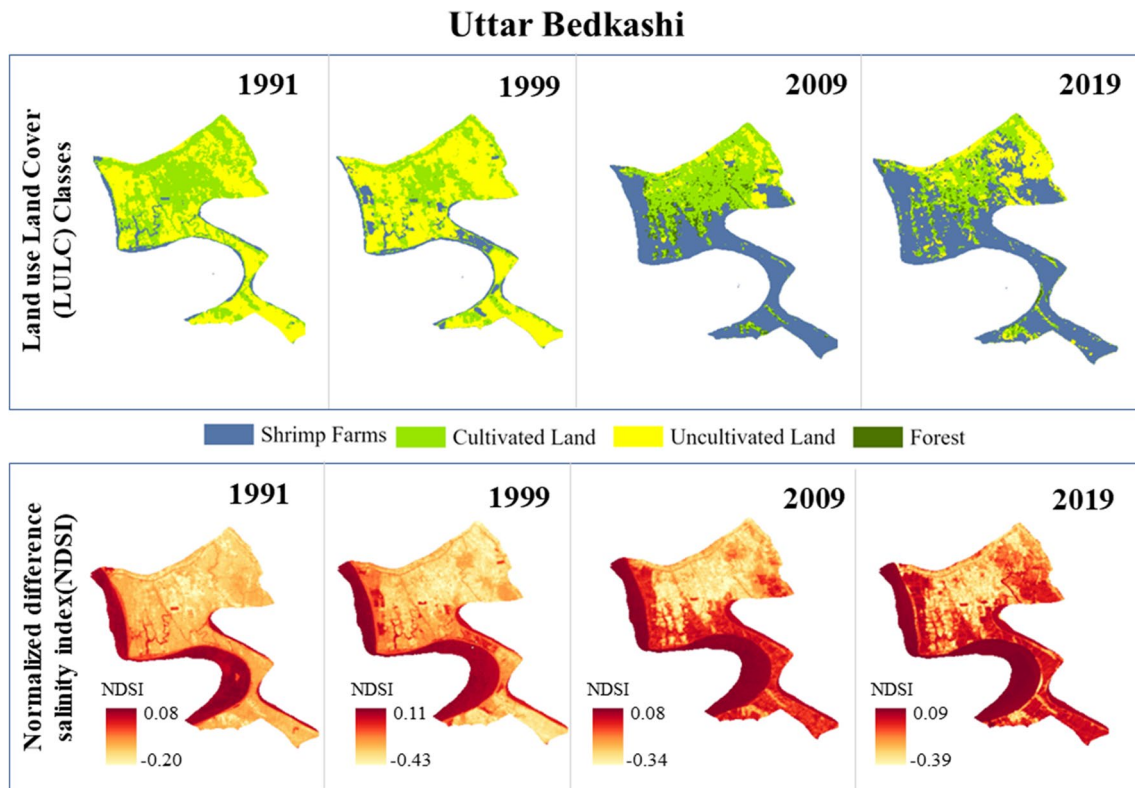 Uttar Bedkashi
Land use Land Cover
(LULC) Classes
1991
1999
2009
2019
Shrimp Farms
Cultivated Land
Uncultivated Land
Forest
Normalized difference
salinity index(NDSI)
1991
1999
2009
2019
NDSI
0.08
-0.20
NDSI
0.11
-0.43
NDSI
0.08
-0.34
NDSI
0.09
-0.39